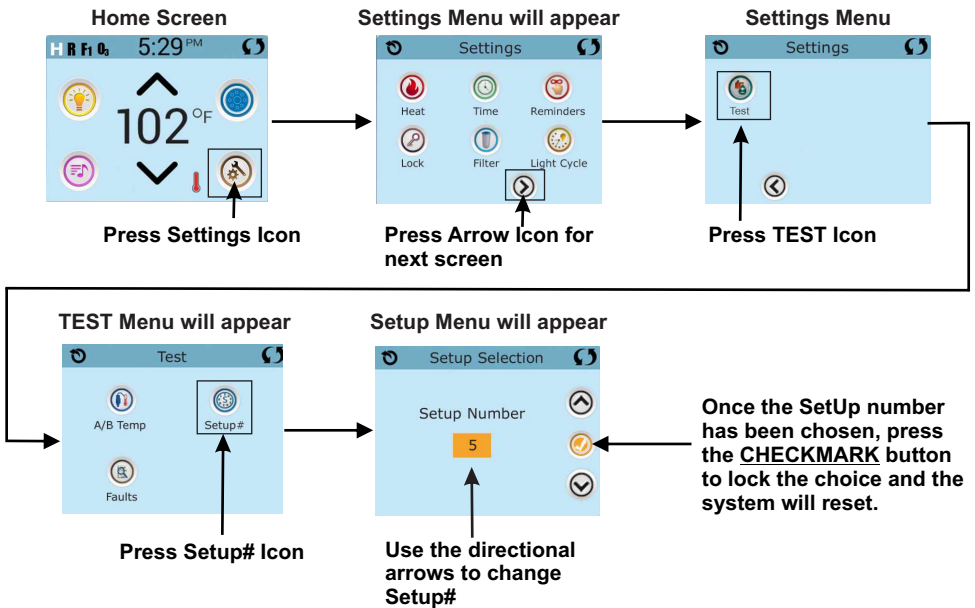 Home Screen
H R F1 O3 5:29 PM
102 °F
Press Settings Icon
Settings Menu will appear
Settings
Heat Time Reminders
Lock Filter Light Cycle
Press Arrow Icon for
next screen
Settings Menu
Settings
Test
Press TEST Icon
TEST Menu will appear
Test
A/B Temp Setup#
Faults
Press Setup# Icon
Setup Menu will appear
Setup Selection
Setup Number
5
Use the directional
arrows to change
Setup#
Once the SetUp number
has been chosen, press
the CHECKMARK button
to lock the choice and the
system will reset.